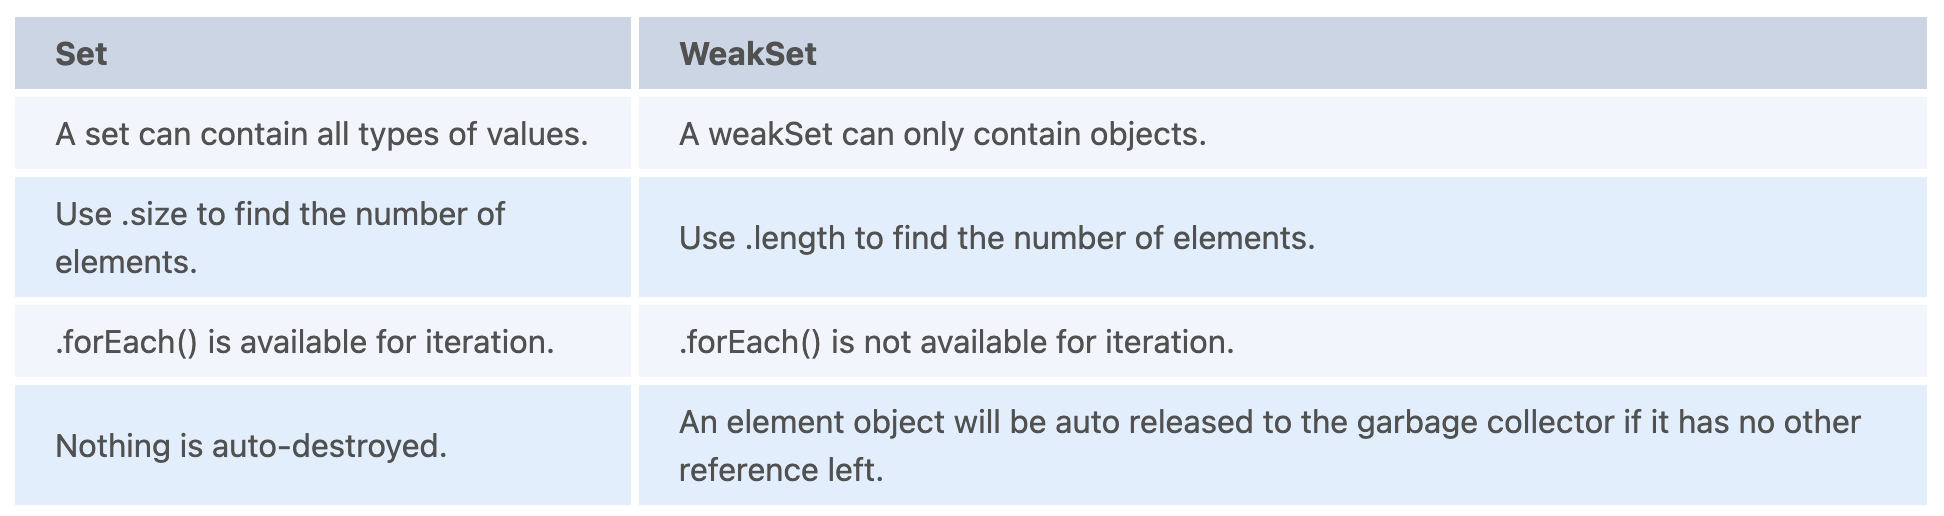 Set
WeakSet
A set can contain all types of values.
A weakSet can only contain objects.
Use .size to find the number of
elements.
Use .length to find the number of elements.
.forEach() is available for iteration.
.forEach() is not available for iteration.
Nothing is auto-destroyed.
An element object will be auto released to the garbage collector if it has no other
reference left.